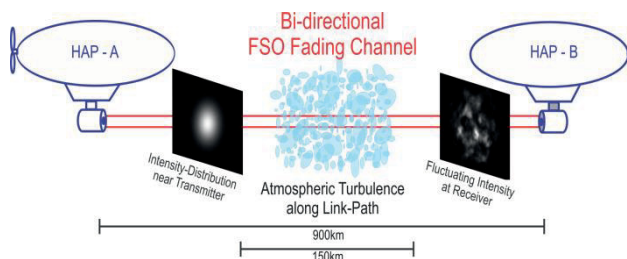 Bi-directional
FSO Fading Channel
HAP - A
HAP - B
Intensity-Distribution
near Transmitter
Atmospheric Turbulence
along Link-Path
Fluctuating Intensity
at Receiver
900km
150km